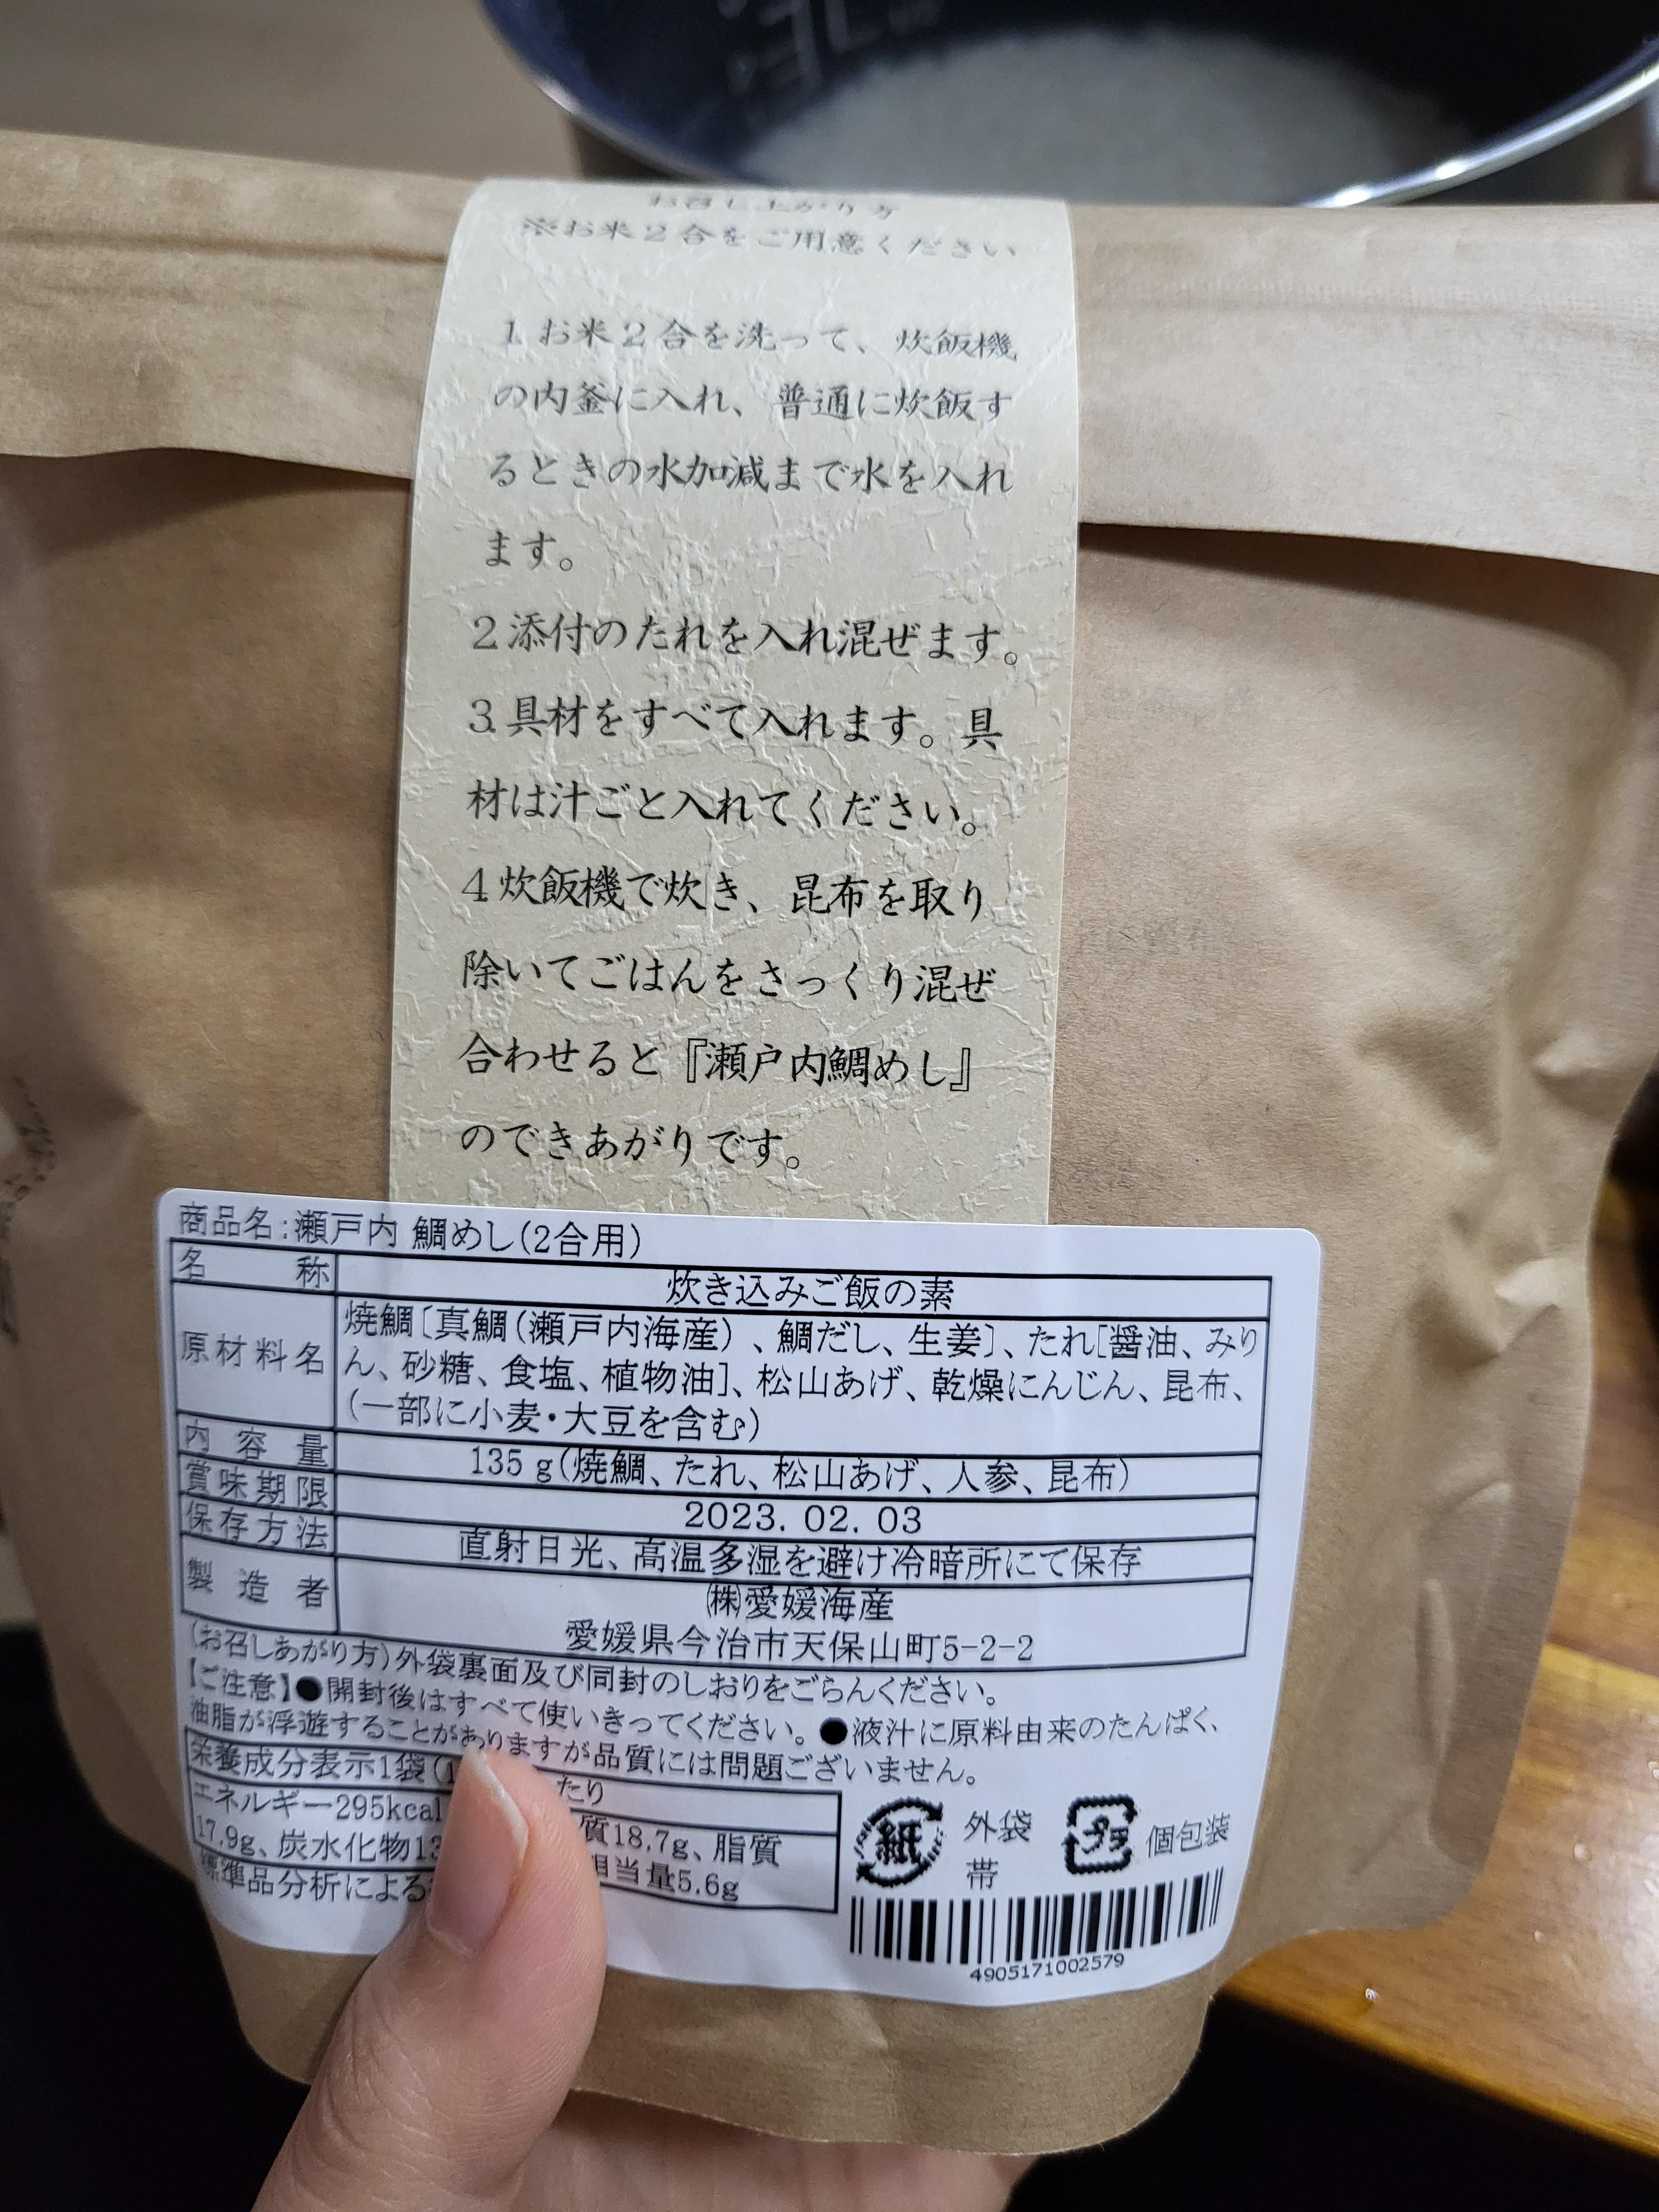 お召し上がり方
※お米2合をご用意ください
1お米2合を洗って、炊飯機
の内釜に入れ、普通に炊飯す
るときの水加減まで水を入れ
ます。
2添付のたれを入れ混ぜます。
3具材をすべて入れます。具
材は汁ごと入れてください。
4炊飯機で炊き、昆布を取り
除いてごはんをさっくり混ぜ
合わせると『瀬戸内鯛めし』
のできあがりです。
商品名:瀬戸内 鯛めし(2合用)
名称 炊き込みご飯の素
原材料名 焼鯛[真鯛(瀬戸内海産)、鯛だし、生姜]、たれ[醤油、みり
ん、砂糖、食塩、植物油]、松山あげ、乾燥にんじん、昆布、
(一部に小麦・大豆を含む)
内容量 135g(焼鯛、たれ、松山あげ、人参、昆布)
賞味期限 2023.02.03
保存方法 直射日光、高温多湿を避け冷暗所にて保存
製造者 ㈱愛媛海産
愛媛県今治市天保山町5-2-2
(お召しあがり方)外袋裏面及び同封のしおりをごらんください。
【ご注意】●開封後はすべて使いきってください。●液汁に原料由来のたんぱく、
油脂が浮遊することがありますが品質には問題ございません。
栄養成分表示1袋(1 たり
エネルギー295kcal 質18.7g、脂質
17.9g、炭水化物13 相当量5.6g
標準品分析による
紙 外袋
帯
プラ 個包装
4905171002579